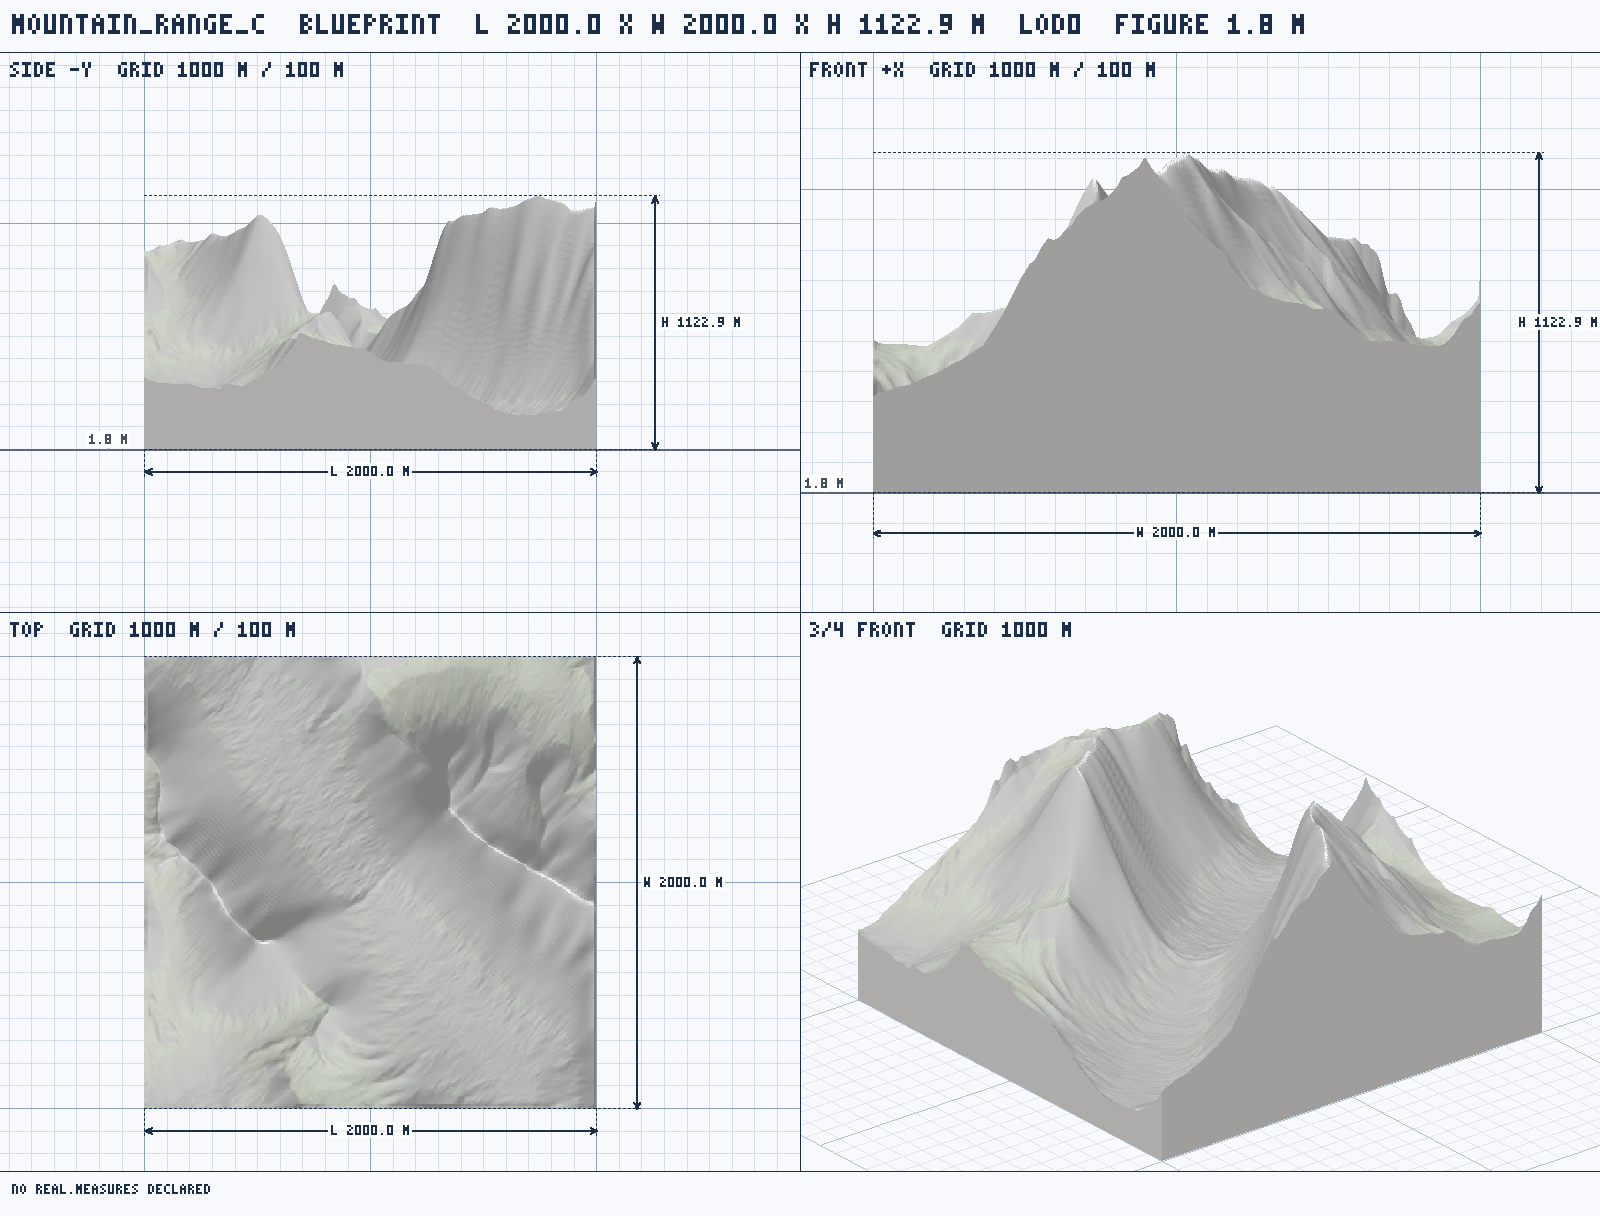 MOUNTAIN_RANGE_C  BLUEPRINT  L 2000.0 X W 2000.0 X H 1122.9 M  LOD0  FIGURE 1.8 M
SIDE -Y  GRID 1000 M / 100 M
H 1122.9 M
1.8 M
L 2000.0 M
FRONT +X  GRID 1000 M / 100 M
H 1122.9 M
1.8 M
W 2000.0 M
TOP  GRID 1000 M / 100 M
W 2000.0 M
L 2000.0 M
3/4 FRONT  GRID 1000 M
NO REAL.MEASURES DECLARED